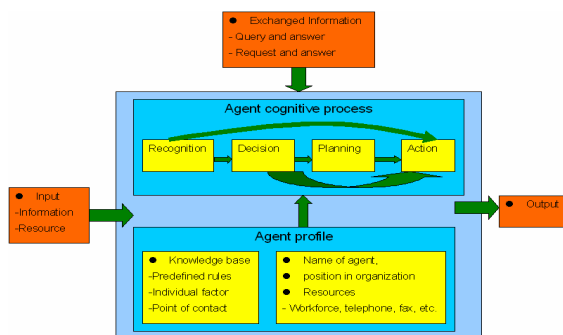 ● Exchanged Information
- Query and answer
- Request and answer
Agent cognitive process
Recognition
Decision
Planning
Action
● Input
-Information
-Resource
● Output
Agent profile
● Knowledge base
-Predefined rules
-Individual factor
-Point of contact
● Name of agent,
● position in organization
● Resources
- Workforce, telephone, fax, etc.